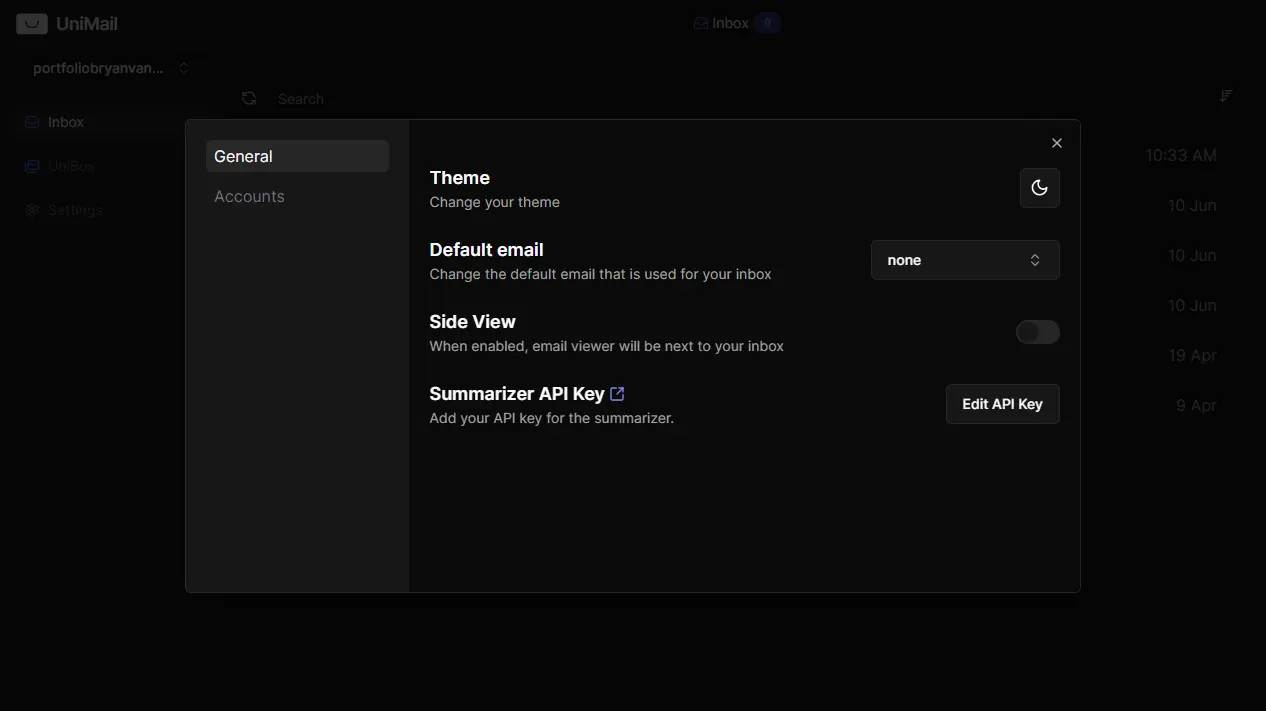 UniMail
Inbox
portfoliobryanvan...
Search
Inbox
UniBox
Settings
10:33 AM
10 Jun
10 Jun
10 Jun
19 Apr
9 Apr
General
Accounts
Theme
Change your theme
Default email
Change the default email that is used for your inbox
none
Side View
When enabled, email viewer will be next to your inbox
Summarizer API Key
Add your API key for the summarizer.
Edit API Key